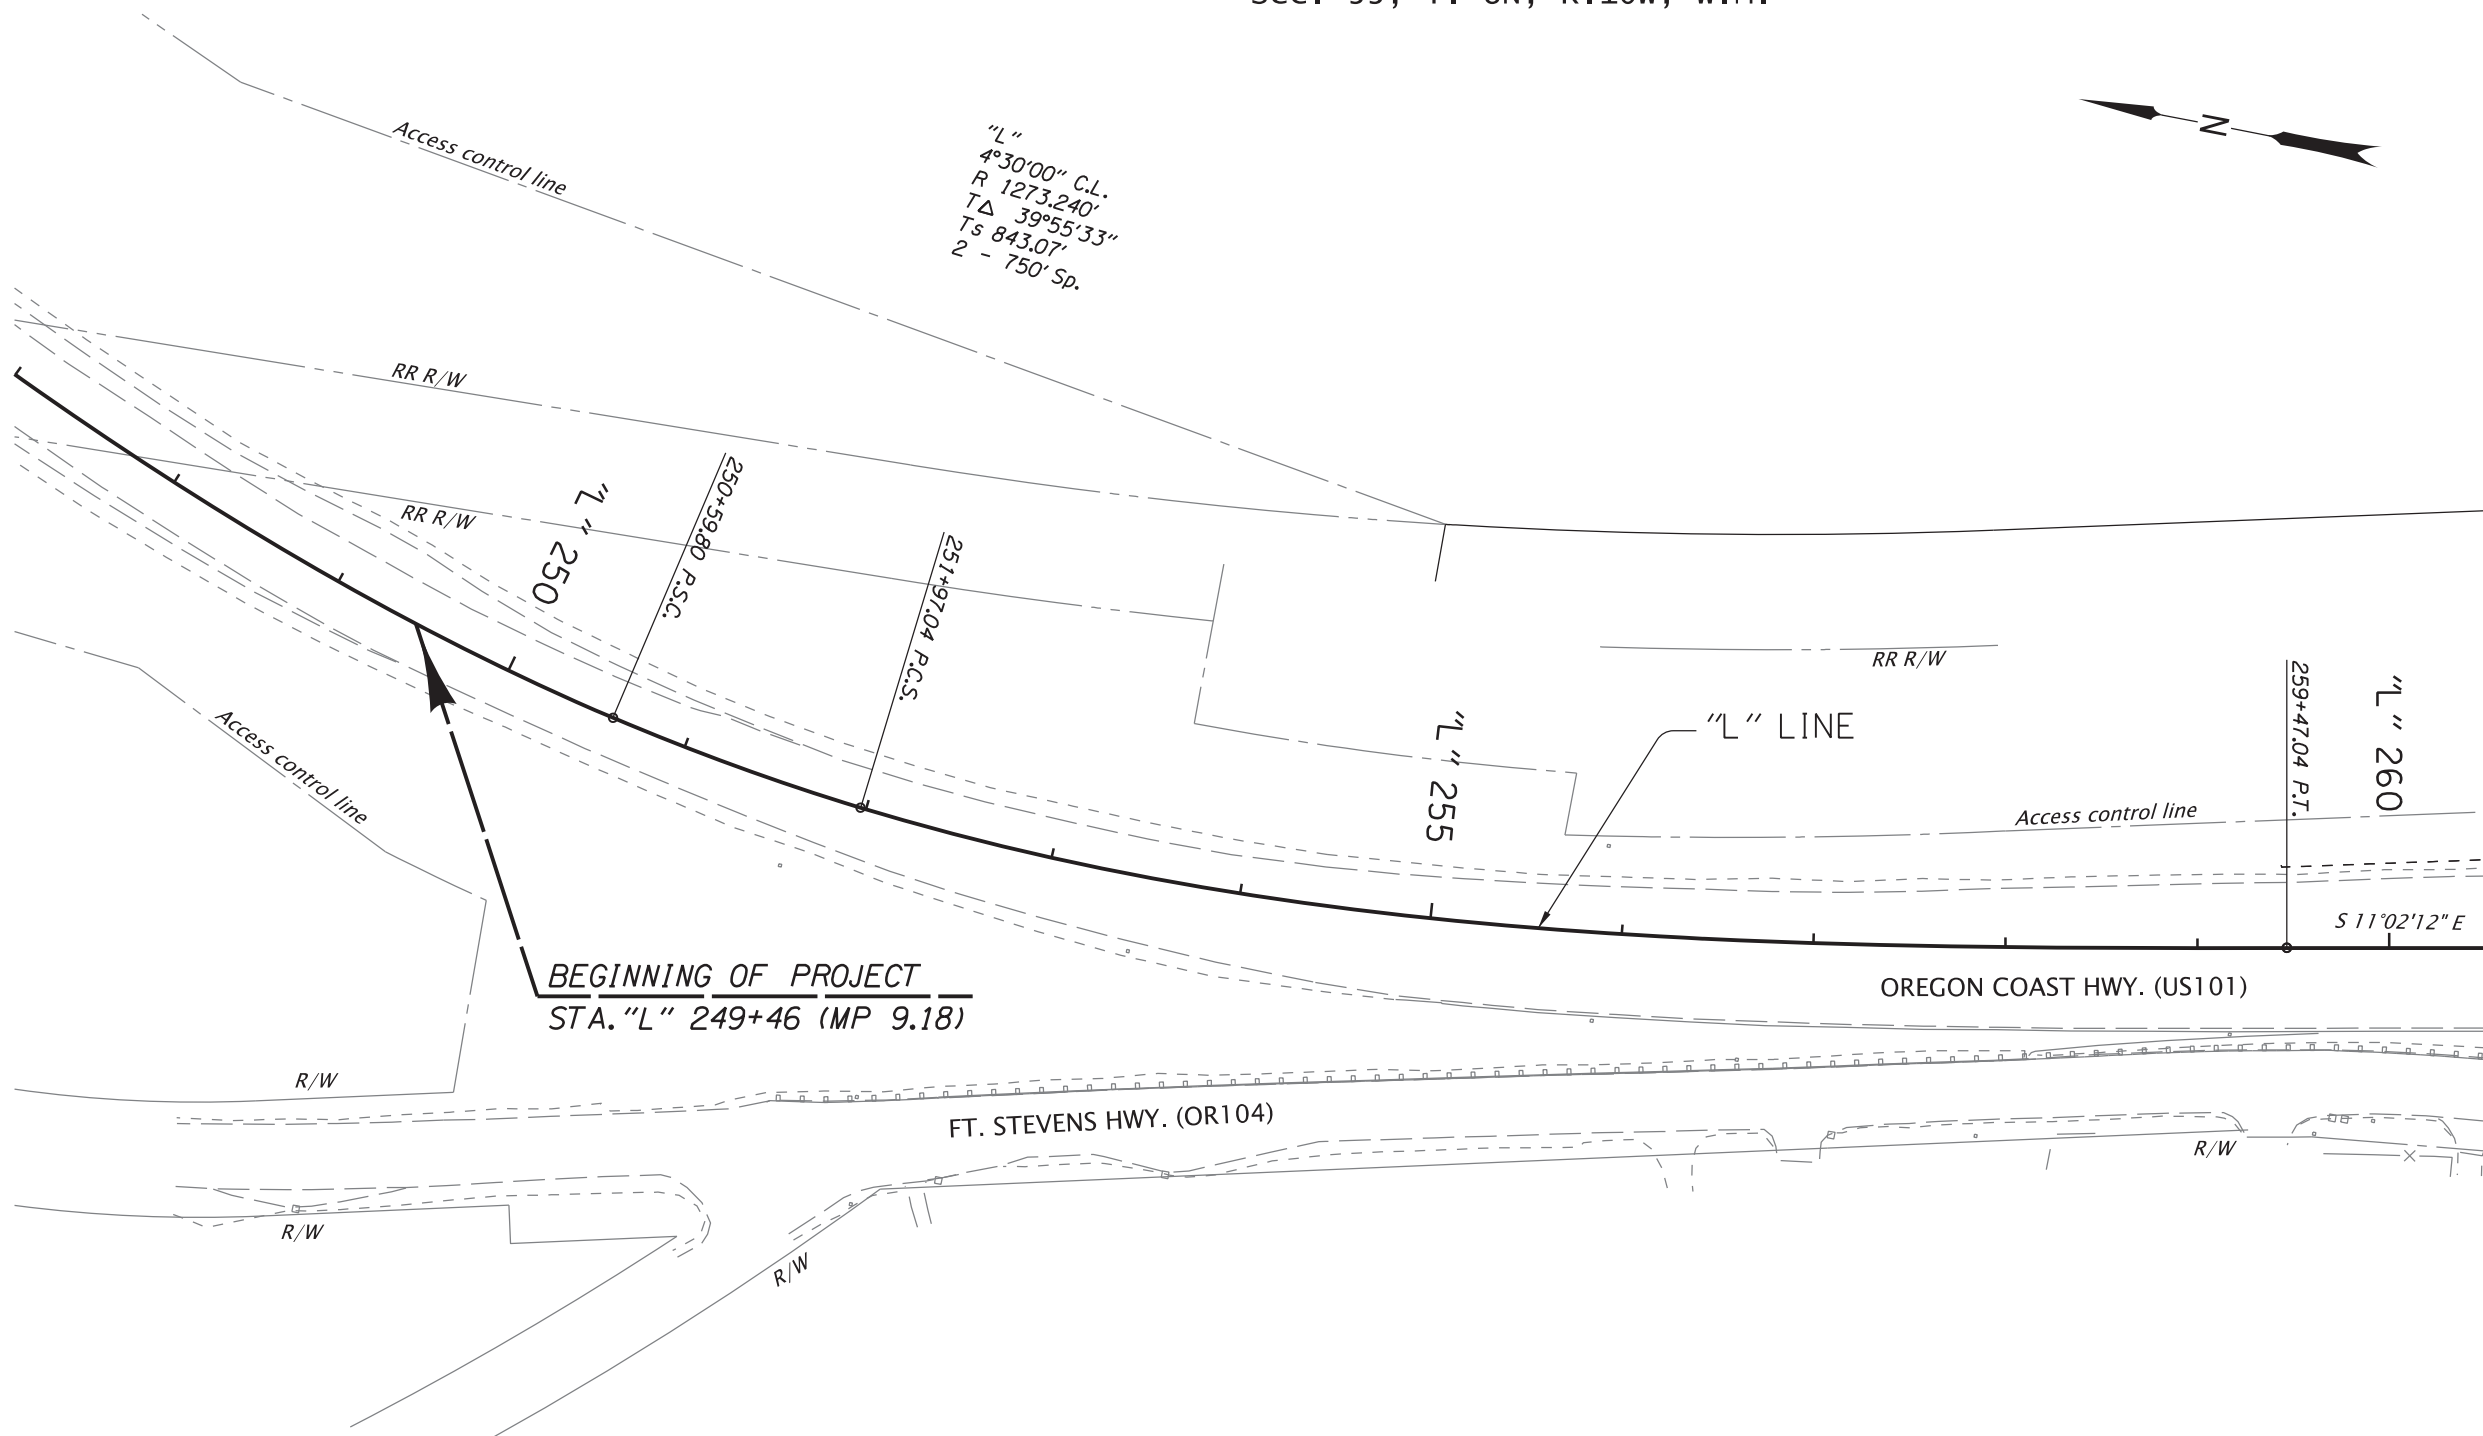 Access control line
"L"
4°30'00" C.L.
R 1273.240'
T△ 39°55'33"
Ts 843.07'
2 - 750' Sp.
N
RR R/W
RR R/W
"L" 250
250+59.80 P.S.C.
251+97.04 P.C.S.
RR R/W
"L" 255
"L" LINE
259+47.04 P.T.
"L" 260
Access control line
Access control line
S 11°02'12" E
BEGINNING OF PROJECT
STA. "L" 249+46 (MP 9.18)
OREGON COAST HWY. (US101)
R/W
FT. STEVENS HWY. (OR104)
R/W
R/W
R/W